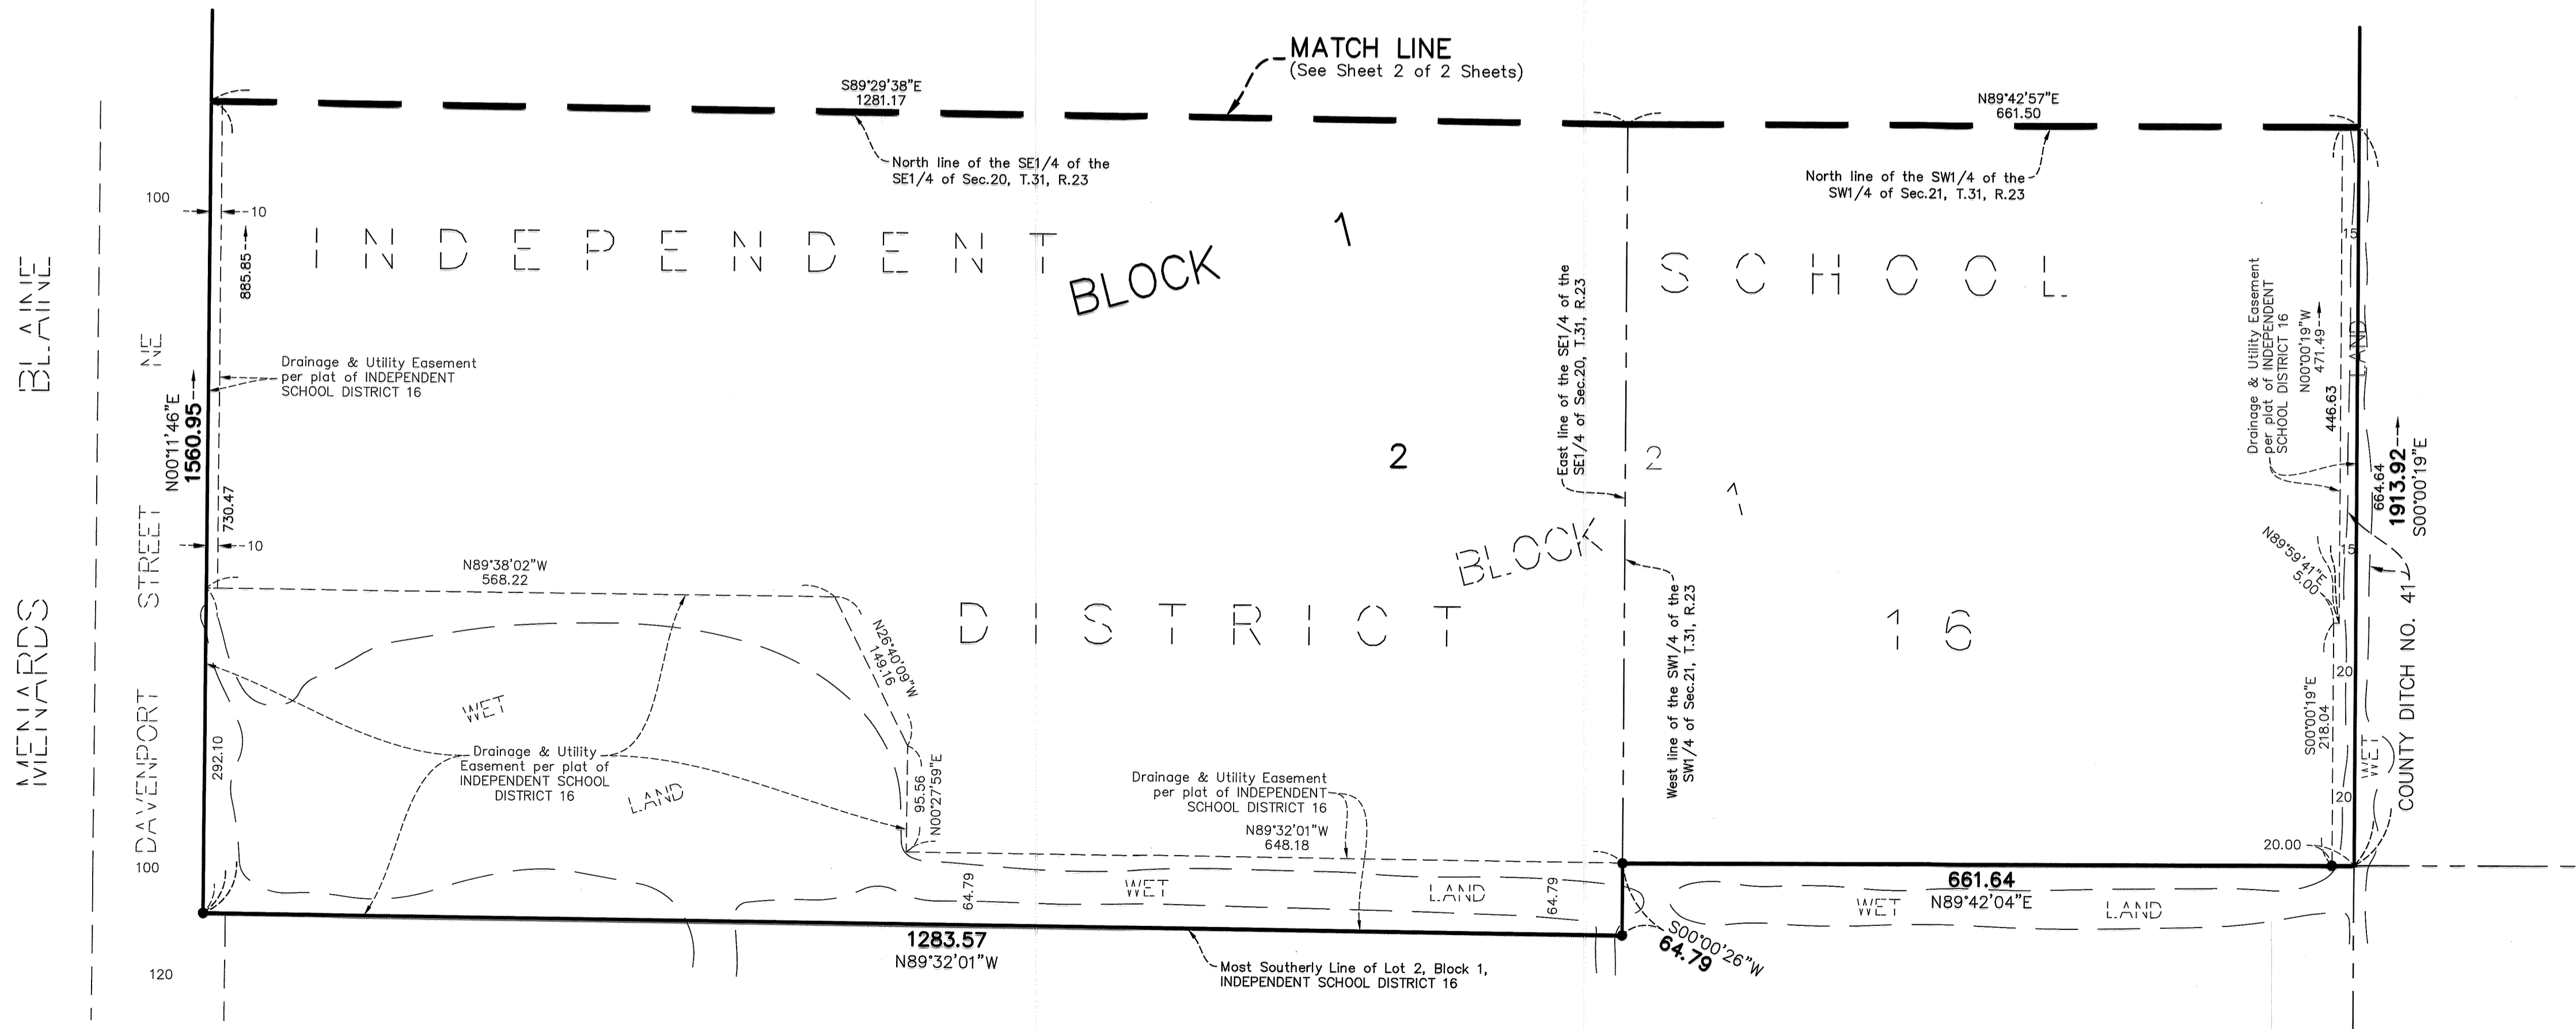 MATCH LINE
(See Sheet 2 of 2 Sheets)
S89°29'38"E
1281.17
N89°42'57"E
661.50
North line of the SE1/4 of the
SE1/4 of Sec.20, T.31, R.23
North line of the SW1/4 of the
SW1/4 of Sec.21, T.31, R.23
100
10
885.85
INDEPENDENT
BLOCK 1
SCHOOL
15
BLAINE
MENARDS
DAVENPORT STREET NE
Drainage & Utility Easement
per plat of INDEPENDENT
SCHOOL DISTRICT 16
N00°11'46"E
1560.95
730.47
10
East line of the SE1/4 of the
SE1/4 of Sec.20, T.31, R.23
2
2
BLOCK 1
Drainage & Utility Easement
per plat of INDEPENDENT
SCHOOL DISTRICT 16
N00°00'19"W
471.49
446.63
LAND
664.64
1913.92
S00°00'19"E
15
N89°59'41"E
5.00
N89°38'02"W
568.22
DISTRICT
16
N26°40'09"W
149.16
West line of the SW1/4 of the
SW1/4 of Sec.21, T.31, R.23
20
S00°00'19"E
218.04
WET
COUNTY DITCH NO. 41
WET
LAND
292.10
Drainage & Utility
Easement per plat of
INDEPENDENT SCHOOL
DISTRICT 16
95.56
N00°27'59"E
Drainage & Utility Easement
per plat of INDEPENDENT
SCHOOL DISTRICT 16
N89°32'01"W
648.18
20
20.00
100
64.79
WET
LAND
64.79
661.64
N89°42'04"E
WET
LAND
1283.57
N89°32'01"W
S00°00'26"W
64.79
Most Southerly Line of Lot 2, Block 1,
INDEPENDENT SCHOOL DISTRICT 16
120